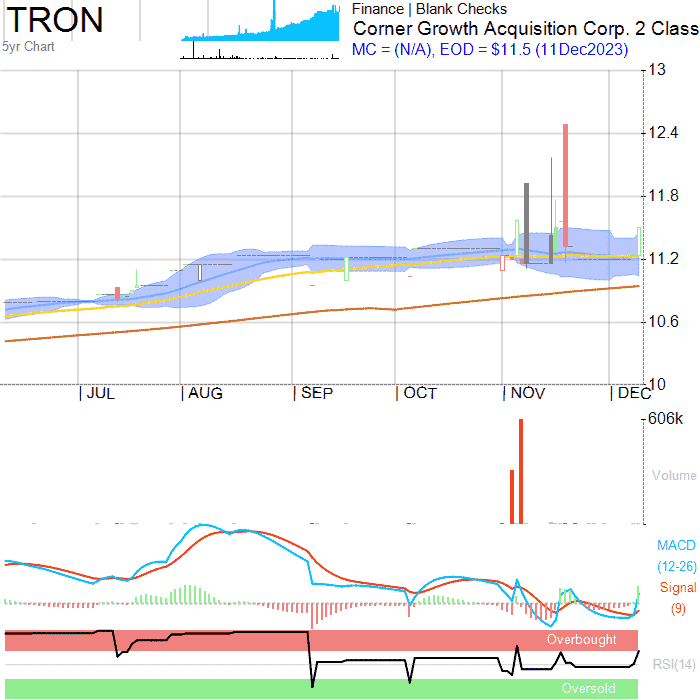 TRON
5yr Chart
Finance | Blank Checks
Corner Growth Acquisition Corp. 2 Class
MC = (N/A), EOD = $11.5 (11Dec2023)
13
12.4
11.8
11.2
10.6
10
JUL AUG SEP OCT NOV DEC
606k
Volume
MACD
(12-26)
Signal
(9)
Overbought
RSI(14)
Oversold